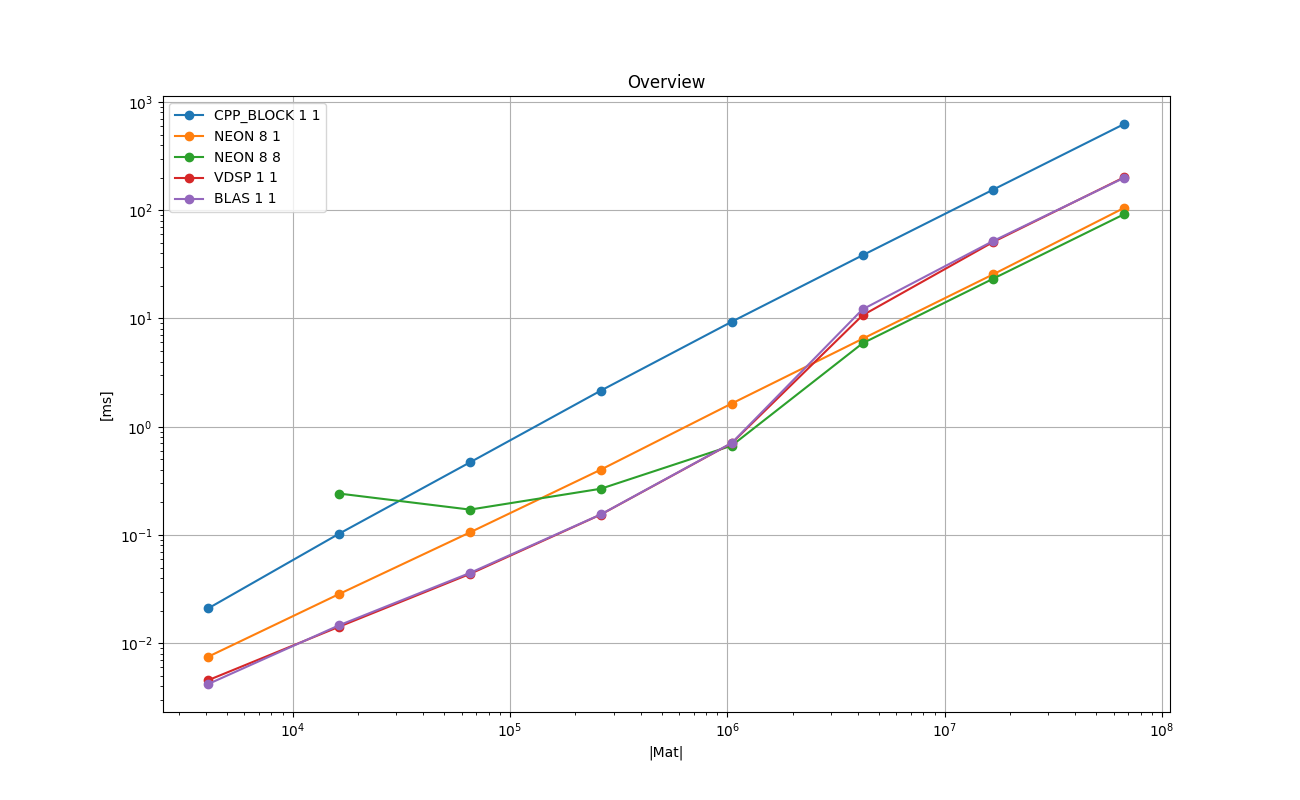 Overview
10³
10²
10¹
10⁰
10⁻¹
10⁻²
[ms]
CPP_BLOCK 1 1
NEON 8 1
NEON 8 8
VDSP 1 1
BLAS 1 1
10⁴ 10⁵ 10⁶ 10⁷ 10⁸
|Mat|